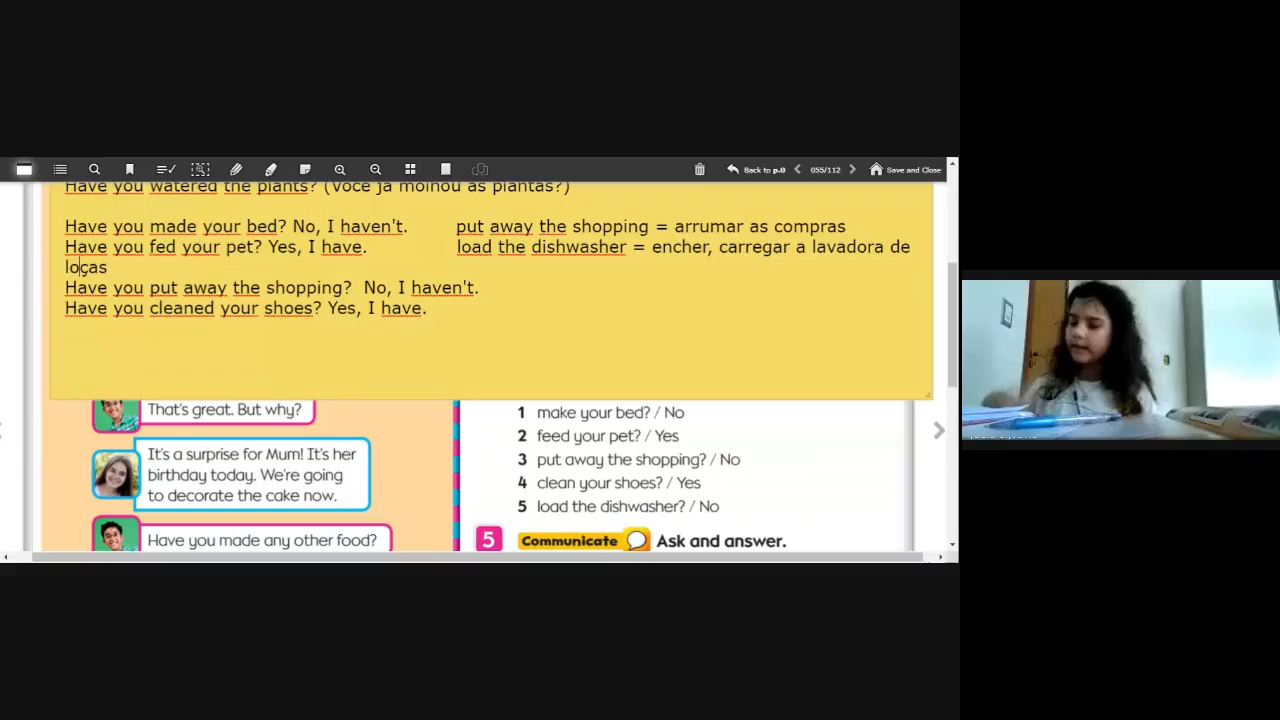 Back to p.0
055/112
Save and Close
Have you watered the plants? (Você já molhou as plantas?)
Have you made your bed? No, I haven't. put away the shopping = arrumar as compras
Have you fed your pet? Yes, I have. load the dishwasher = encher, carregar a lavadora de
loças
Have you put away the shopping? No, I haven't.
Have you cleaned your shoes? Yes, I have.
That's great. But why?
It's a surprise for Mum! It's her
birthday today. We're going
to decorate the cake now.
Have you made any other food?
1 make your bed? / No
2 feed your pet? / Yes
3 put away the shopping? / No
4 clean your shoes? / Yes
5 load the dishwasher? / No
5 Communicate Ask and answer.